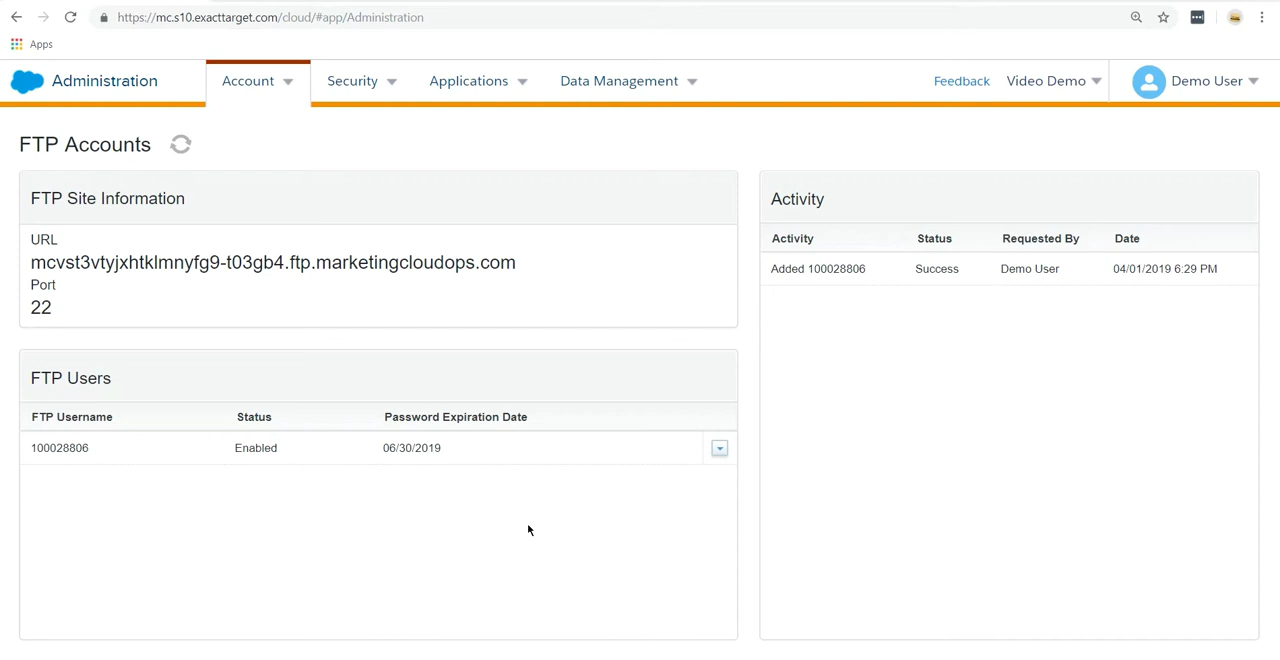 https://mc.s10.exacttarget.com/cloud/#app/Administration
Apps
Administration Account Security Applications Data Management Feedback Video Demo Demo User
FTP Accounts
FTP Site Information
URL
mcvst3vtyjxhtklmnyfg9-t03gb4.ftp.marketingcloudops.com
Port
22
FTP Users
FTP Username Status Password Expiration Date
100028806 Enabled 06/30/2019
Activity
Activity Status Requested By Date
Added 100028806 Success Demo User 04/01/2019 6:29 PM